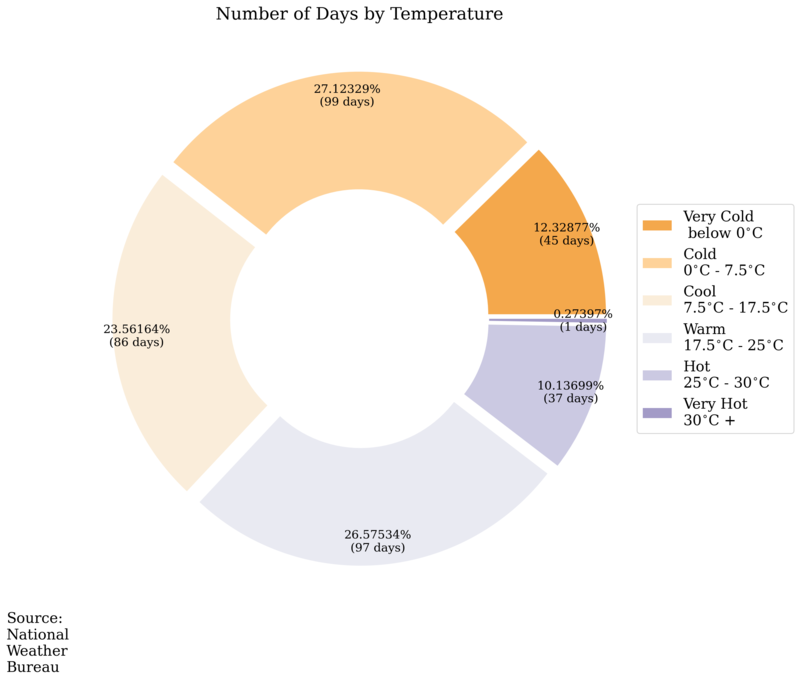 Number of Days by Temperature
27.12329%
(99 days)
12.32877%
(45 days)
23.56164%
(86 days)
0.27397%
(1 days)
10.13699%
(37 days)
26.57534%
(97 days)
Very Cold
below 0°C
Cold
0°C - 7.5°C
Cool
7.5°C - 17.5°C
Warm
17.5°C - 25°C
Hot
25°C - 30°C
Very Hot
30°C +
Source:
National
Weather
Bureau